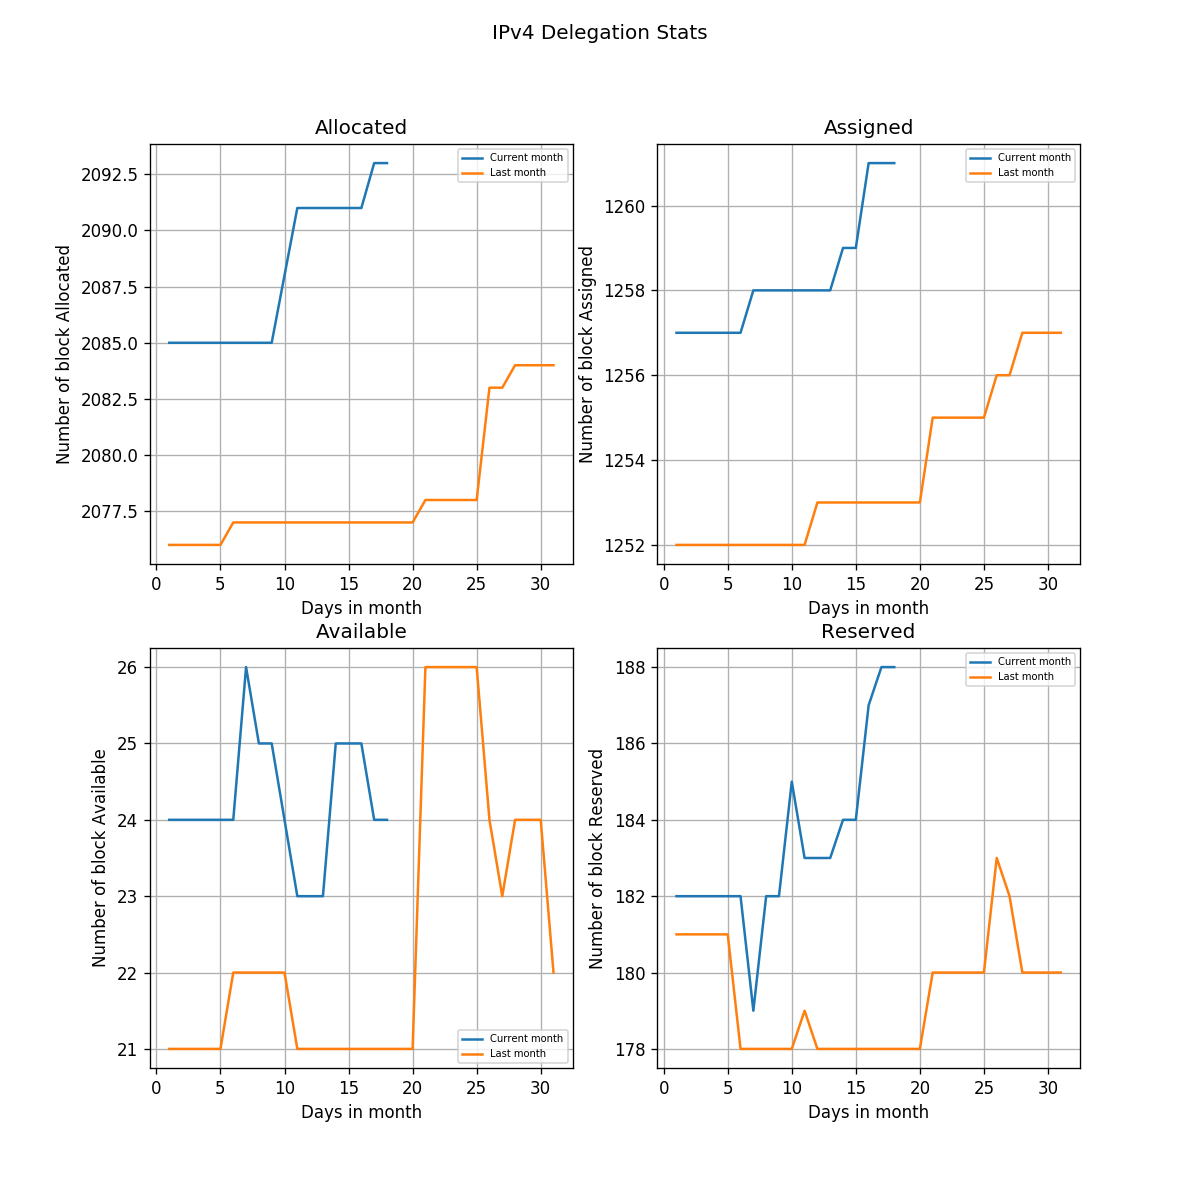 IPv4 Delegation Stats
Allocated
Number of block Allocated
2092.5
2090.0
2087.5
2085.0
2082.5
2080.0
2077.5
Current month
Last month
0 5 10 15 20 25 30
Days in month
Assigned
Number of block Assigned
1260
1258
1256
1254
1252
Current month
Last month
0 5 10 15 20 25 30
Days in month
Available
Number of block Available
26
25
24
23
22
21
Current month
Last month
0 5 10 15 20 25 30
Days in month
Reserved
Number of block Reserved
188
186
184
182
180
178
Current month
Last month
0 5 10 15 20 25 30
Days in month